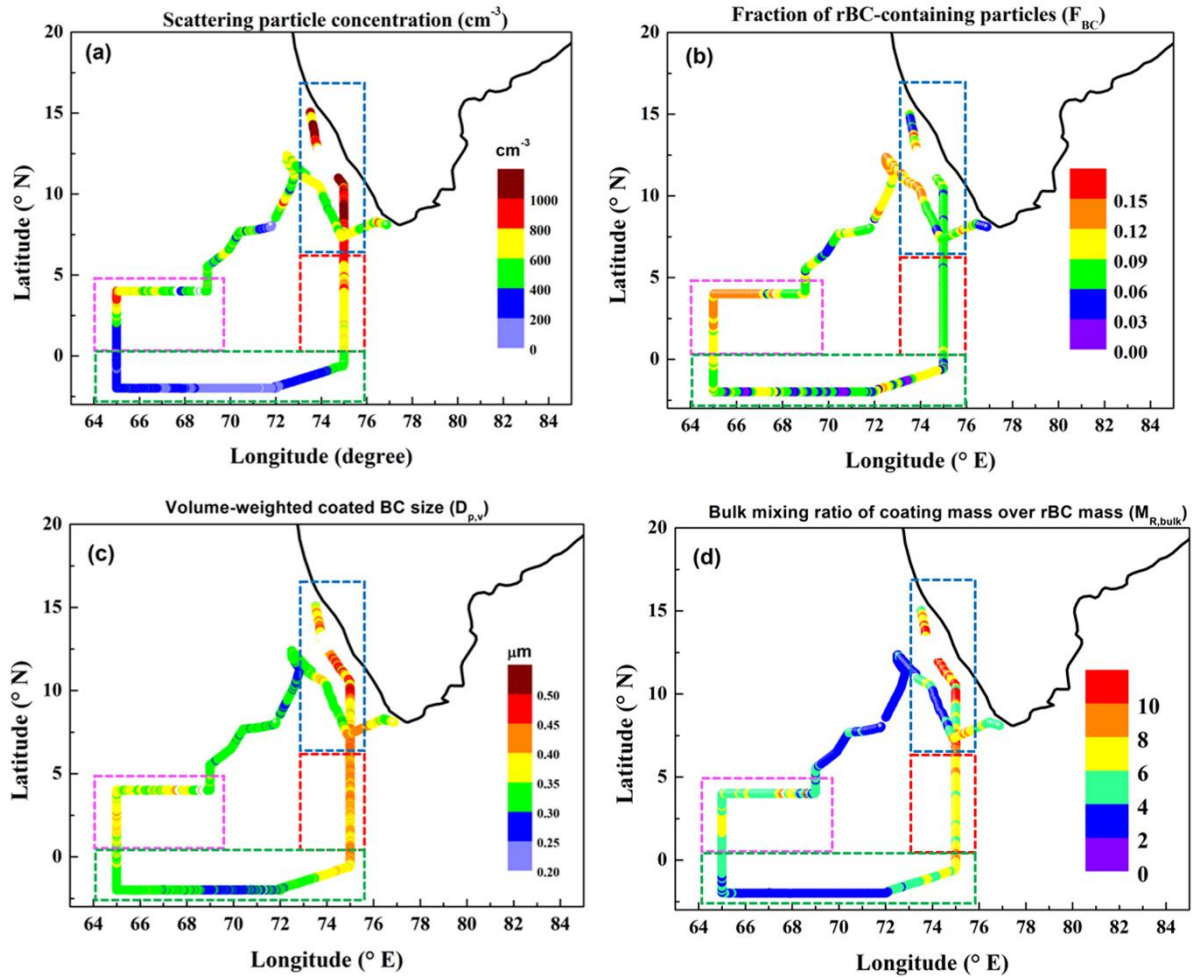 Scattering particle concentration (cm-3)
(a)
20
15
10
5
0
Latitude (° N)
cm-3
1000
800
600
400
200
0
64 66 68 70 72 74 76 78 80 82 84
Longitude (degree)
Fraction of rBC-containing particles (FBC)
(b)
20
15
10
5
0
Latitude (° N)
0.15
0.12
0.09
0.06
0.03
0.00
64 66 68 70 72 74 76 78 80 82 84
Longitude (° E)
Volume-weighted coated BC size (Dp,v)
(c)
20
15
10
5
0
Latitude (° N)
μm
0.50
0.45
0.40
0.35
0.30
0.25
0.20
64 66 68 70 72 74 76 78 80 82 84
Longitude (° E)
Bulk mixing ratio of coating mass over rBC mass (MR,bulk)
(d)
20
15
10
5
0
Latitude (° N)
10
8
6
4
2
0
64 66 68 70 72 74 76 78 80 82 84
Longitude (° E)